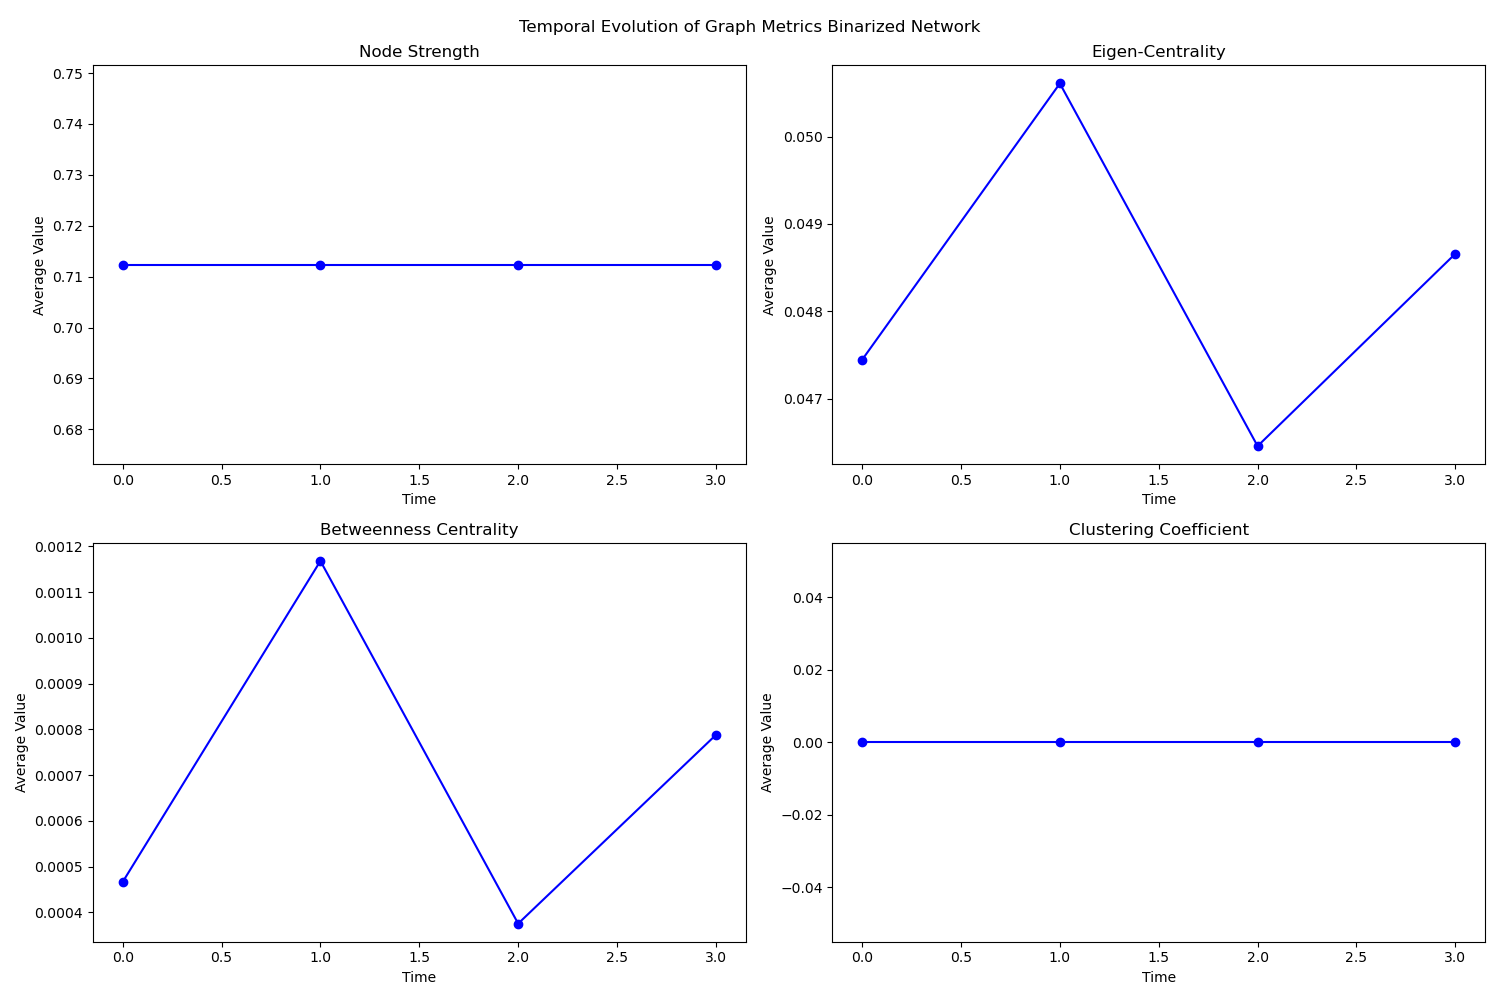 Temporal Evolution of Graph Metrics Binarized Network
Node Strength
0.75
0.74
0.73
0.72
0.71
0.70
0.69
0.68
Average Value
0.0 0.5 1.0 1.5 2.0 2.5 3.0
Time
Eigen-Centrality
0.050
0.049
0.048
0.047
Average Value
0.0 0.5 1.0 1.5 2.0 2.5 3.0
Time
Betweenness Centrality
0.0012
0.0011
0.0010
0.0009
0.0008
0.0007
0.0006
0.0005
0.0004
Average Value
0.0 0.5 1.0 1.5 2.0 2.5 3.0
Time
Clustering Coefficient
0.04
0.02
0.00
−0.02
−0.04
Average Value
0.0 0.5 1.0 1.5 2.0 2.5 3.0
Time